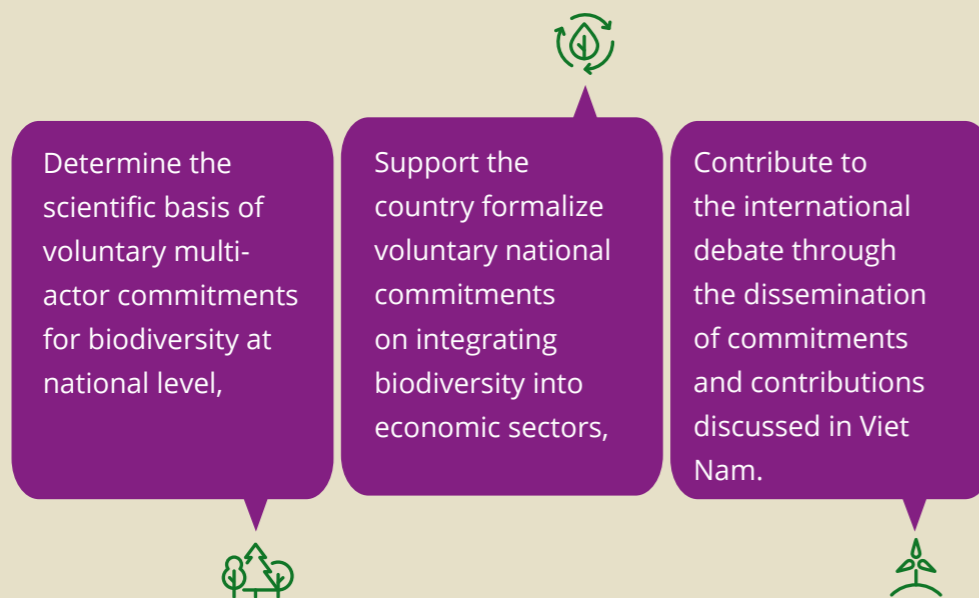 Determine the
scientific basis of
voluntary multi-
actor commitments
for biodiversity at
national level,
Support the
country formalize
voluntary national
commitments
on integrating
biodiversity into
economic sectors,
Contribute to
the international
debate through
the dissemination
of commitments
and contributions
discussed in Viet
Nam.